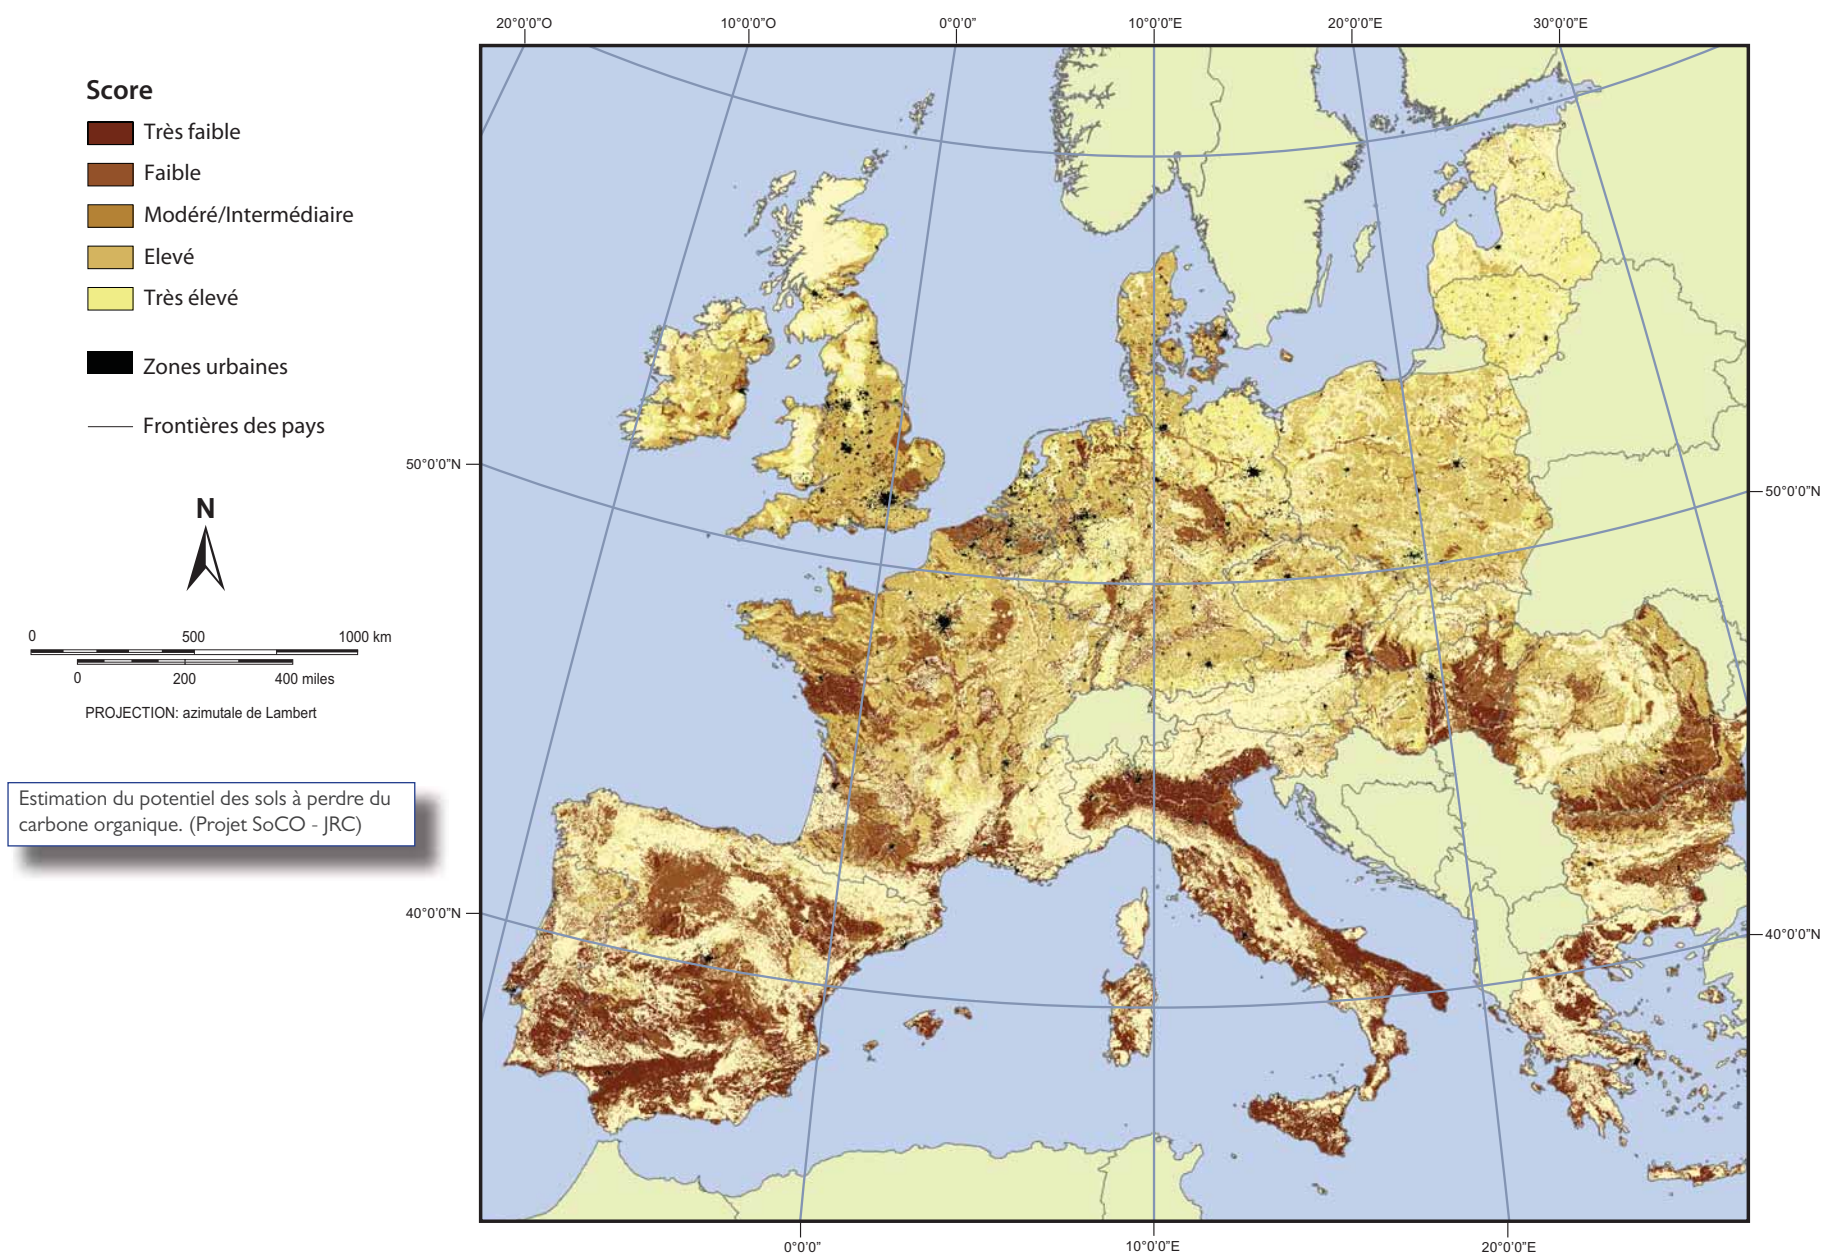 20°0'0"O
10°0'0"O
0°0'0"
10°0'0"E
20°0'0"E
30°0'0"E
Score
Très faible
Faible
Modéré/Intermédiaire
Elevé
Très élevé
Zones urbaines
Frontières des pays
50°0'0"N
50°0'0"N
N
0 500 1000 km
0 200 400 miles
PROJECTION: azimutale de Lambert
Estimation du potentiel des sols à perdre du
carbone organique. (Projet SoCO - JRC)
40°0'0"N
40°0'0"N
0°0'0"
10°0'0"E
20°0'0"E